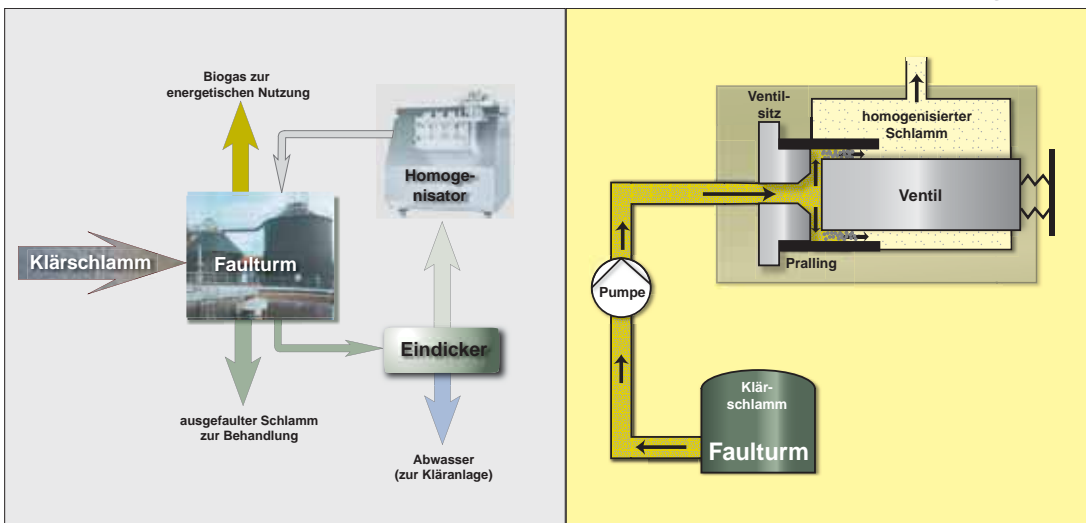 Biogas zur
energetischen Nutzung
Homoge-
nisator
Klärschlamm
Faulturm
Eindicker
ausgefaulter Schlamm
zur Behandlung
Abwasser
(zur Kläranlage)
Ventil-
sitz
homogenisierter
Schlamm
Ventil
Pralling
Pumpe
Klär-
schlamm
Faulturm